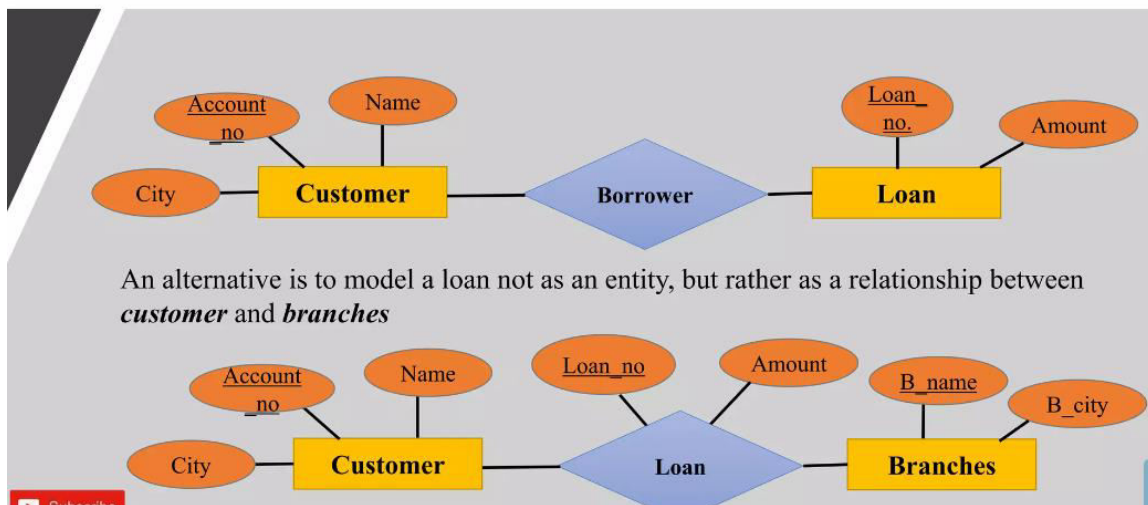 Account
_no
Name
Loan_
no.
Amount
City
Customer
Borrower
Loan
An alternative is to model a loan not as an entity, but rather as a relationship between
customer and branches
Account
_no
Name
Loan_no
Amount
B_name
B_city
City
Customer
Loan
Branches